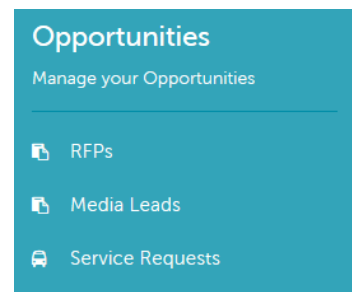 Opportunities
Manage your Opportunities
RFPs
Media Leads
Service Requests